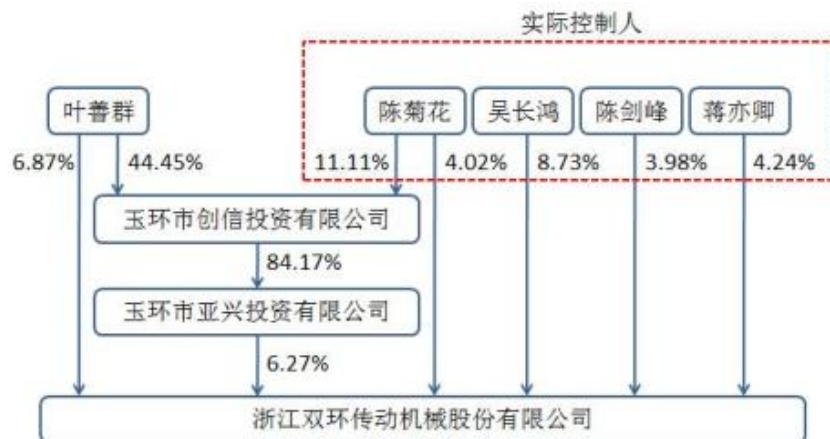 实际控制人
叶善群
陈菊花
吴长鸿
陈剑峰
蒋亦卿
6.87%
44.45%
11.11%
4.02%
8.73%
3.98%
4.24%
玉环市创信投资有限公司
84.17%
玉环市亚兴投资有限公司
6.27%
浙江双环传动机械股份有限公司